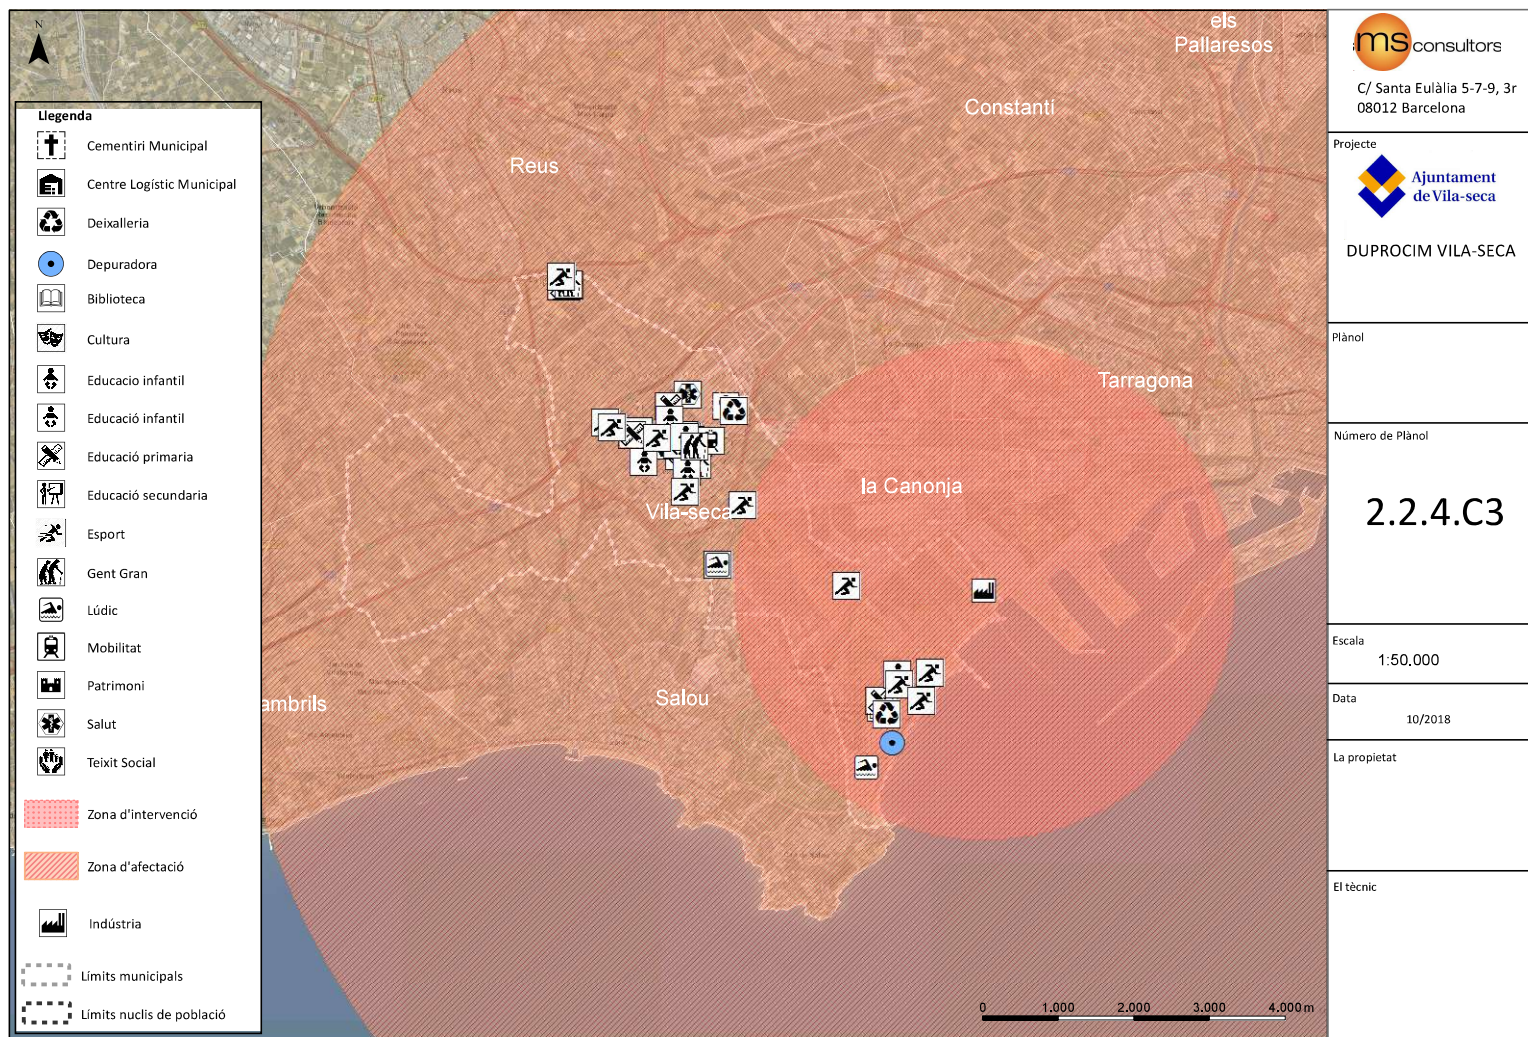 N
Llegenda
Cementiri Municipal
Centre Logístic Municipal
Deixalleria
Depuradora
Biblioteca
Cultura
Educacio infantil
Educació infantil
Educació primaria
Educació secundaria
Esport
Gent Gran
Lúdic
Mobilitat
Patrimoni
Salut
Teixit Social
Zona d'intervenció
Zona d'afectació
Indústria
Límits municipals
Límits nuclis de població
els
Pallaresos
Constantí
Reus
Tarragona
la Canonja
Vila-seca
Salou
ambrils
0 1.000 2.000 3.000 4.000 m
ms consultors
C/ Santa Eulàlia 5-7-9, 3r
08012 Barcelona
Projecte
Ajuntament
de Vila-seca
DUPROCIM VILA-SECA
Plànol
Número de Plànol
2.2.4.C3
Escala
1:50.000
Data
10/2018
La propietat
El tècnic